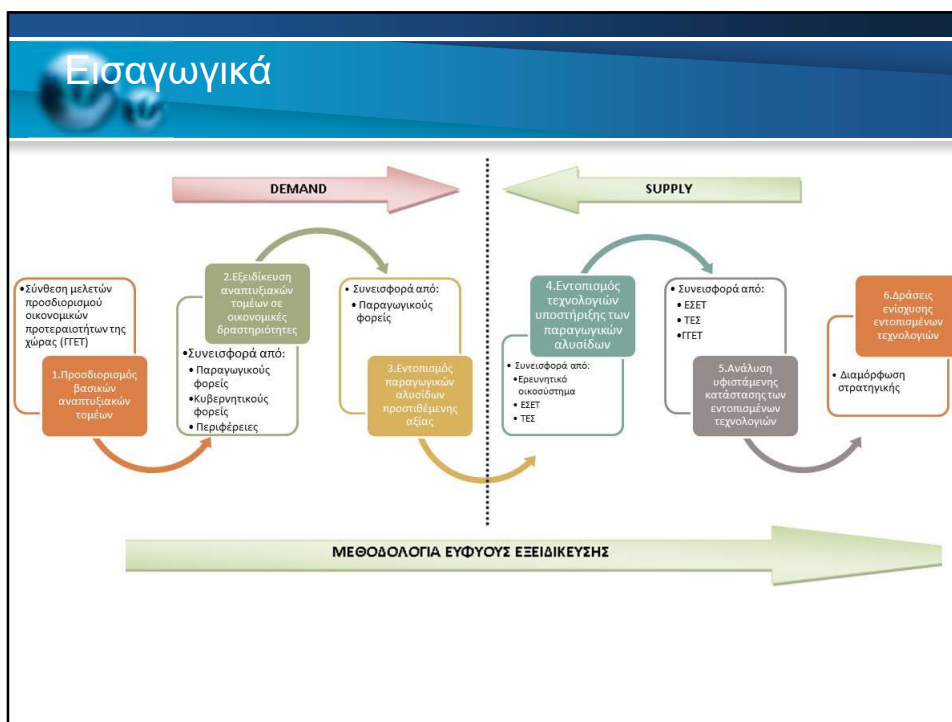 Εισαγωγικά
DEMAND
SUPPLY
•Σύνθεση μελετών
προσδιορισμού
οικονομικών
προτεραιοτήτων της
χώρας (ΓΓΕΤ)
1.Προσδιορισμός
βασικών
αναπτυξιακών
τομέων
2.Εξειδίκευση
αναπτυξιακών
τομέων σε
οικονομικές
δραστηριότητες
•Συνεισφορά από:
• Παραγωγικούς
φορείς
•Κυβερνητικούς
φορείς
• Περιφέρειες
• Συνεισφορά από:
• Παραγωγικούς
φορείς
3.Εντοπισμός
παραγωγικών
αλυσίδων
προστιθέμενης
αξίας
4.Εντοπισμός
τεχνολογιών
υποστήριξης των
παραγωγικών
αλυσίδων
• Συνεισφορά από:
•Ερευνητικό
οικοσύστημα
• ΕΣΕΤ
• ΤΕΣ
• Συνεισφορά από:
• ΕΣΕΤ
• ΤΕΣ
•ΓΓΕΤ
5.Ανάλυση
υφιστάμενης
κατάστασης των
εντοπισμένων
τεχνολογιών
6.Δράσεις
ενίσχυσης
εντοπισμένων
τεχνολογιών
• Διαμόρφωση
στρατηγικής
ΜΕΘΟΔΟΛΟΓΙΑ ΕΥΦΥΟΥΣ ΕΞΕΙΔΙΚΕΥΣΗΣ